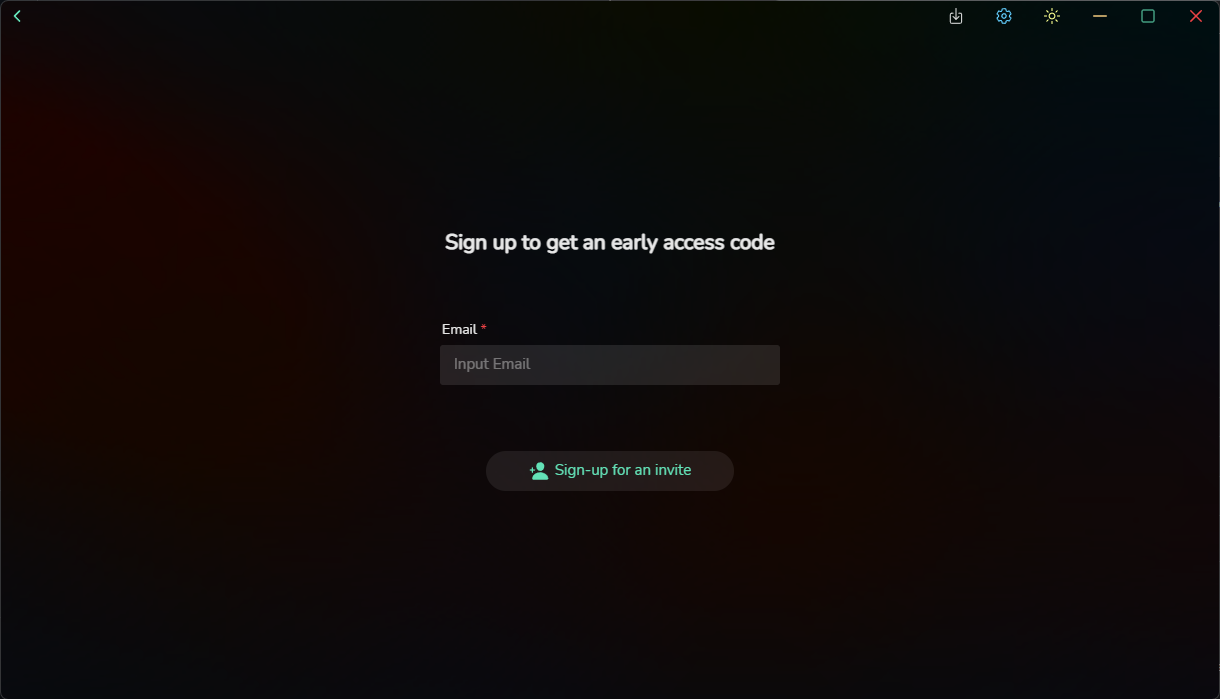 Sign up to get an early access code
Email *
Input Email
Sign-up for an invite